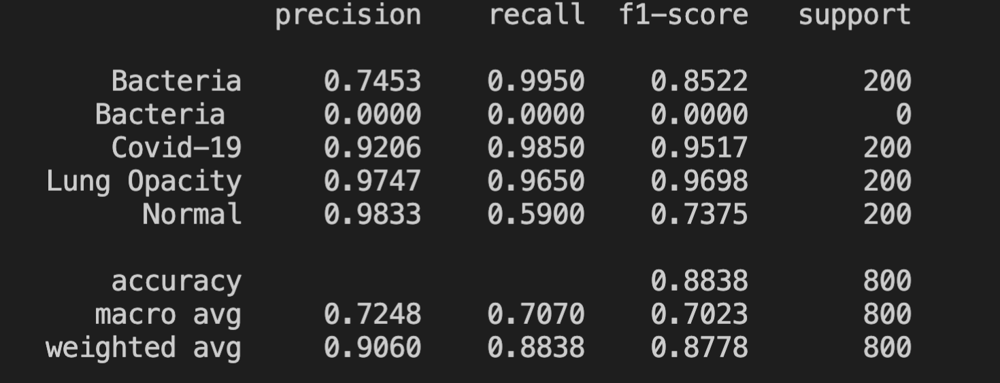 precision recall f1-score support
Bacteria 0.7453 0.9950 0.8522 200
Bacteria 0.0000 0.0000 0.0000 0
Covid-19 0.9206 0.9850 0.9517 200
Lung Opacity 0.9747 0.9650 0.9698 200
Normal 0.9833 0.5900 0.7375 200
accuracy 0.8838 800
macro avg 0.7248 0.7070 0.7023 800
weighted avg 0.9060 0.8838 0.8778 800